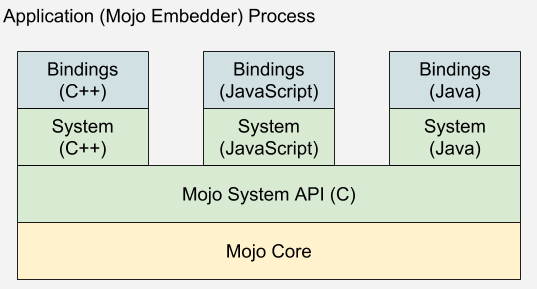 Application (Mojo Embedder) Process
Bindings
(C++)
Bindings
(JavaScript)
Bindings
(Java)
System
(C++)
System
(JavaScript)
System
(Java)
Mojo System API (C)
Mojo Core